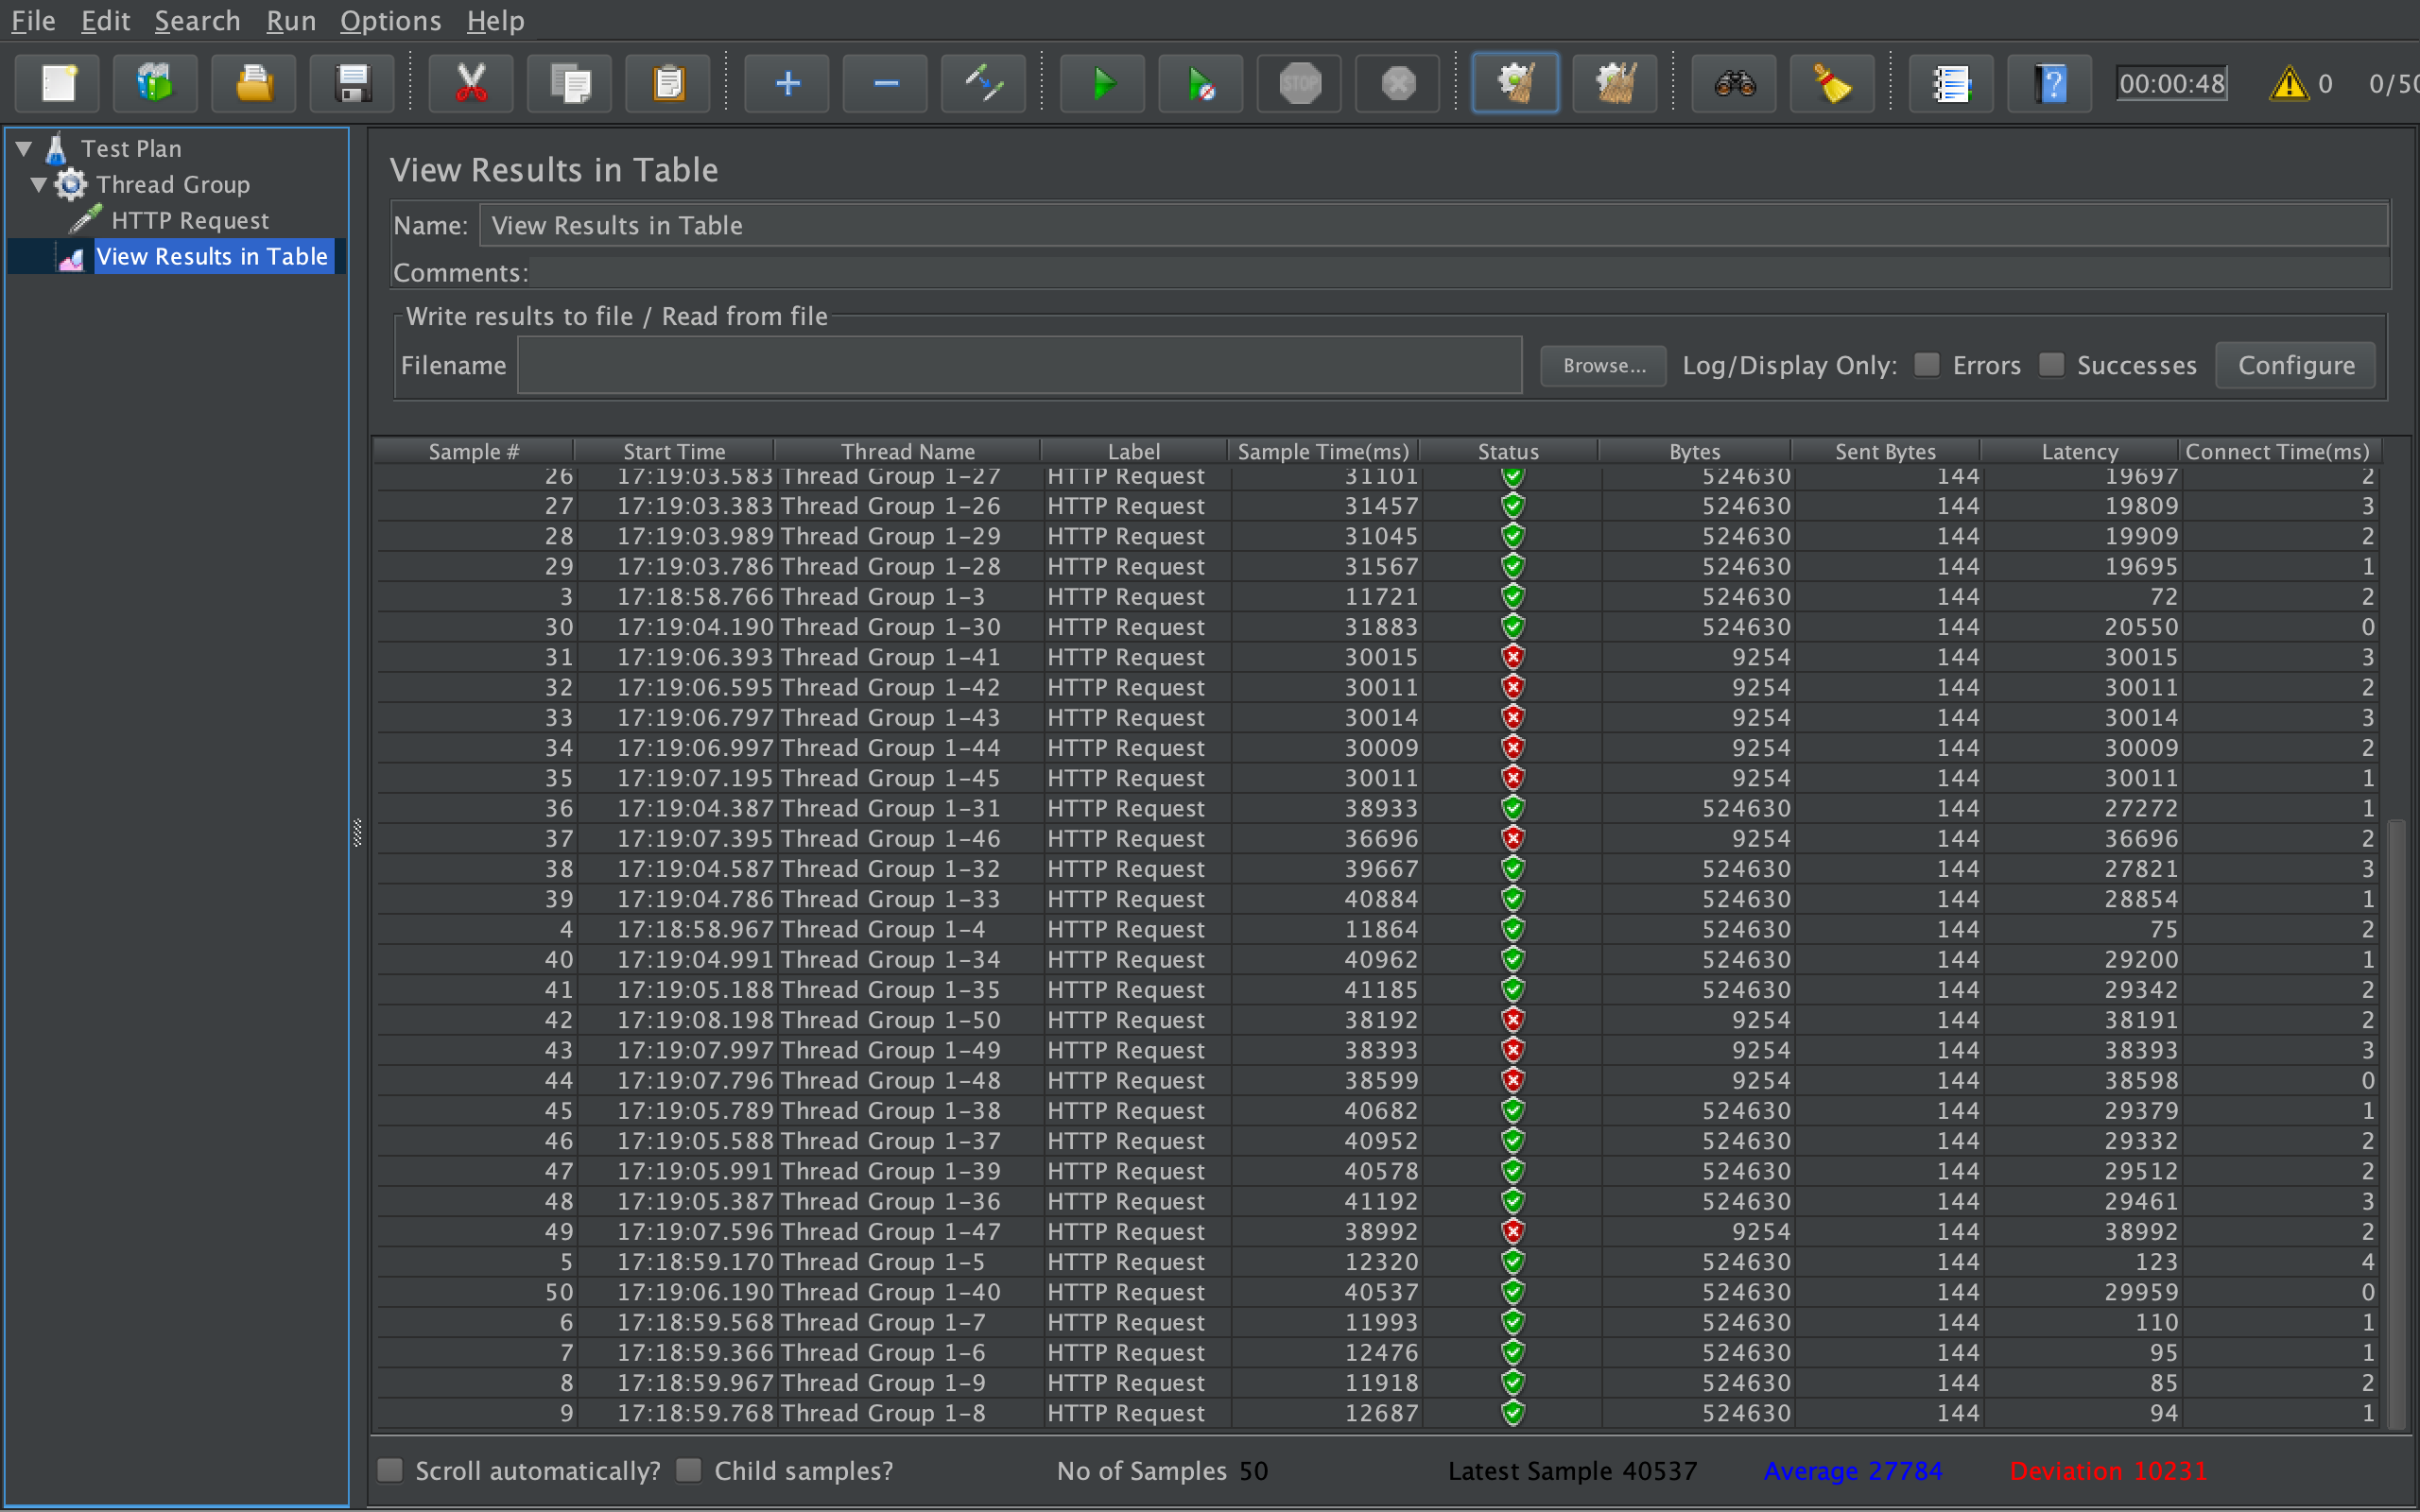 File Edit Search Run Options Help
STOP 00:00:48 0 0/50
Test Plan
Thread Group
HTTP Request
View Results in Table
View Results in Table
Name: View Results in Table
Comments:
Write results to file / Read from file
Filename Browse... Log/Display Only: Errors Successes Configure
Sample # Start Time Thread Name Label Sample Time(ms) Status Bytes Sent Bytes Latency Connect Time(ms)
26 17:19:03.583 Thread Group 1-27 HTTP Request 31101 524630 144 19697 2
27 17:19:03.383 Thread Group 1-26 HTTP Request 31457 524630 144 19809 3
28 17:19:03.989 Thread Group 1-29 HTTP Request 31045 524630 144 19909 2
29 17:19:03.786 Thread Group 1-28 HTTP Request 31567 524630 144 19695 1
3 17:18:58.766 Thread Group 1-3 HTTP Request 11721 524630 144 72 2
30 17:19:04.190 Thread Group 1-30 HTTP Request 31883 524630 144 20550 0
31 17:19:06.393 Thread Group 1-41 HTTP Request 30015 9254 144 30015 3
32 17:19:06.595 Thread Group 1-42 HTTP Request 30011 9254 144 30011 2
33 17:19:06.797 Thread Group 1-43 HTTP Request 30014 9254 144 30014 3
34 17:19:06.997 Thread Group 1-44 HTTP Request 30009 9254 144 30009 2
35 17:19:07.195 Thread Group 1-45 HTTP Request 30011 9254 144 30011 1
36 17:19:04.387 Thread Group 1-31 HTTP Request 38933 524630 144 27272 1
37 17:19:07.395 Thread Group 1-46 HTTP Request 36696 9254 144 36696 2
38 17:19:04.587 Thread Group 1-32 HTTP Request 39667 524630 144 27821 3
39 17:19:04.786 Thread Group 1-33 HTTP Request 40884 524630 144 28854 1
4 17:18:58.967 Thread Group 1-4 HTTP Request 11864 524630 144 75 2
40 17:19:04.991 Thread Group 1-34 HTTP Request 40962 524630 144 29200 1
41 17:19:05.188 Thread Group 1-35 HTTP Request 41185 524630 144 29342 2
42 17:19:08.198 Thread Group 1-50 HTTP Request 38192 9254 144 38191 2
43 17:19:07.997 Thread Group 1-49 HTTP Request 38393 9254 144 38393 3
44 17:19:07.796 Thread Group 1-48 HTTP Request 38599 9254 144 38598 0
45 17:19:05.789 Thread Group 1-38 HTTP Request 40682 524630 144 29379 1
46 17:19:05.588 Thread Group 1-37 HTTP Request 40952 524630 144 29332 2
47 17:19:05.991 Thread Group 1-39 HTTP Request 40578 524630 144 29512 2
48 17:19:05.387 Thread Group 1-36 HTTP Request 41192 524630 144 29461 3
49 17:19:07.596 Thread Group 1-47 HTTP Request 38992 9254 144 38992 2
5 17:18:59.170 Thread Group 1-5 HTTP Request 12320 524630 144 123 4
50 17:19:06.190 Thread Group 1-40 HTTP Request 40537 524630 144 29959 0
6 17:18:59.568 Thread Group 1-7 HTTP Request 11993 524630 144 110 1
7 17:18:59.366 Thread Group 1-6 HTTP Request 12476 524630 144 95 1
8 17:18:59.967 Thread Group 1-9 HTTP Request 11918 524630 144 85 2
9 17:18:59.768 Thread Group 1-8 HTTP Request 12687 524630 144 94 1
Scroll automatically? Child samples? No of Samples 50 Latest Sample 40537 Average 27784 Deviation 10231